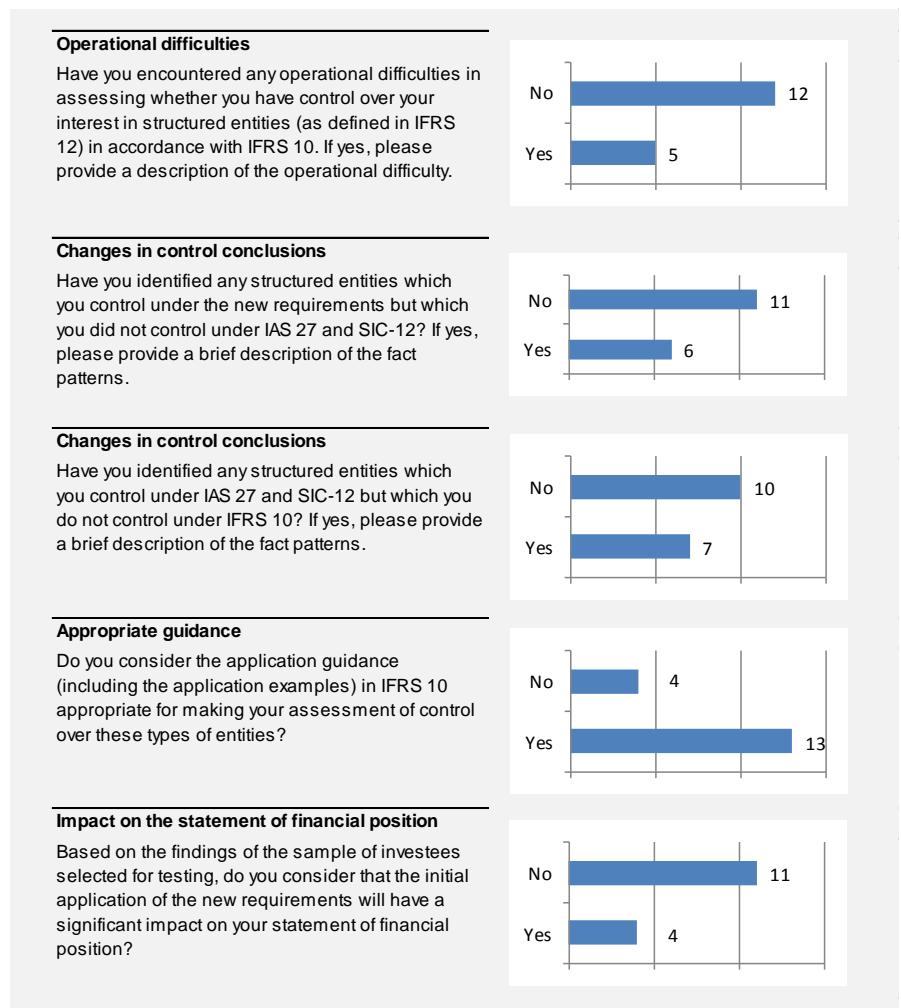 Operational difficulties
Have you encountered any operational difficulties in
assessing whether you have control over your
interest in structured entities (as defined in IFRS
12) in accordance with IFRS 10. If yes, please
provide a description of the operational difficulty.
No 12
Yes 5
Changes in control conclusions
Have you identified any structured entities which
you control under the new requirements but which
you did not control under IAS 27 and SIC-12? If yes,
please provide a brief description of the fact
patterns.
No 11
Yes 6
Changes in control conclusions
Have you identified any structured entities which
you control under IAS 27 and SIC-12 but which you
do not control under IFRS 10? If yes, please provide
a brief description of the fact patterns.
No 10
Yes 7
Appropriate guidance
Do you consider the application guidance
(including the application examples) in IFRS 10
appropriate for making your assessment of control
over these types of entities?
No 4
Yes 13
Impact on the statement of financial position
Based on the findings of the sample of investees
selected for testing, do you consider that the initial
application of the new requirements will have a
significant impact on your statement of financial
position?
No 11
Yes 4